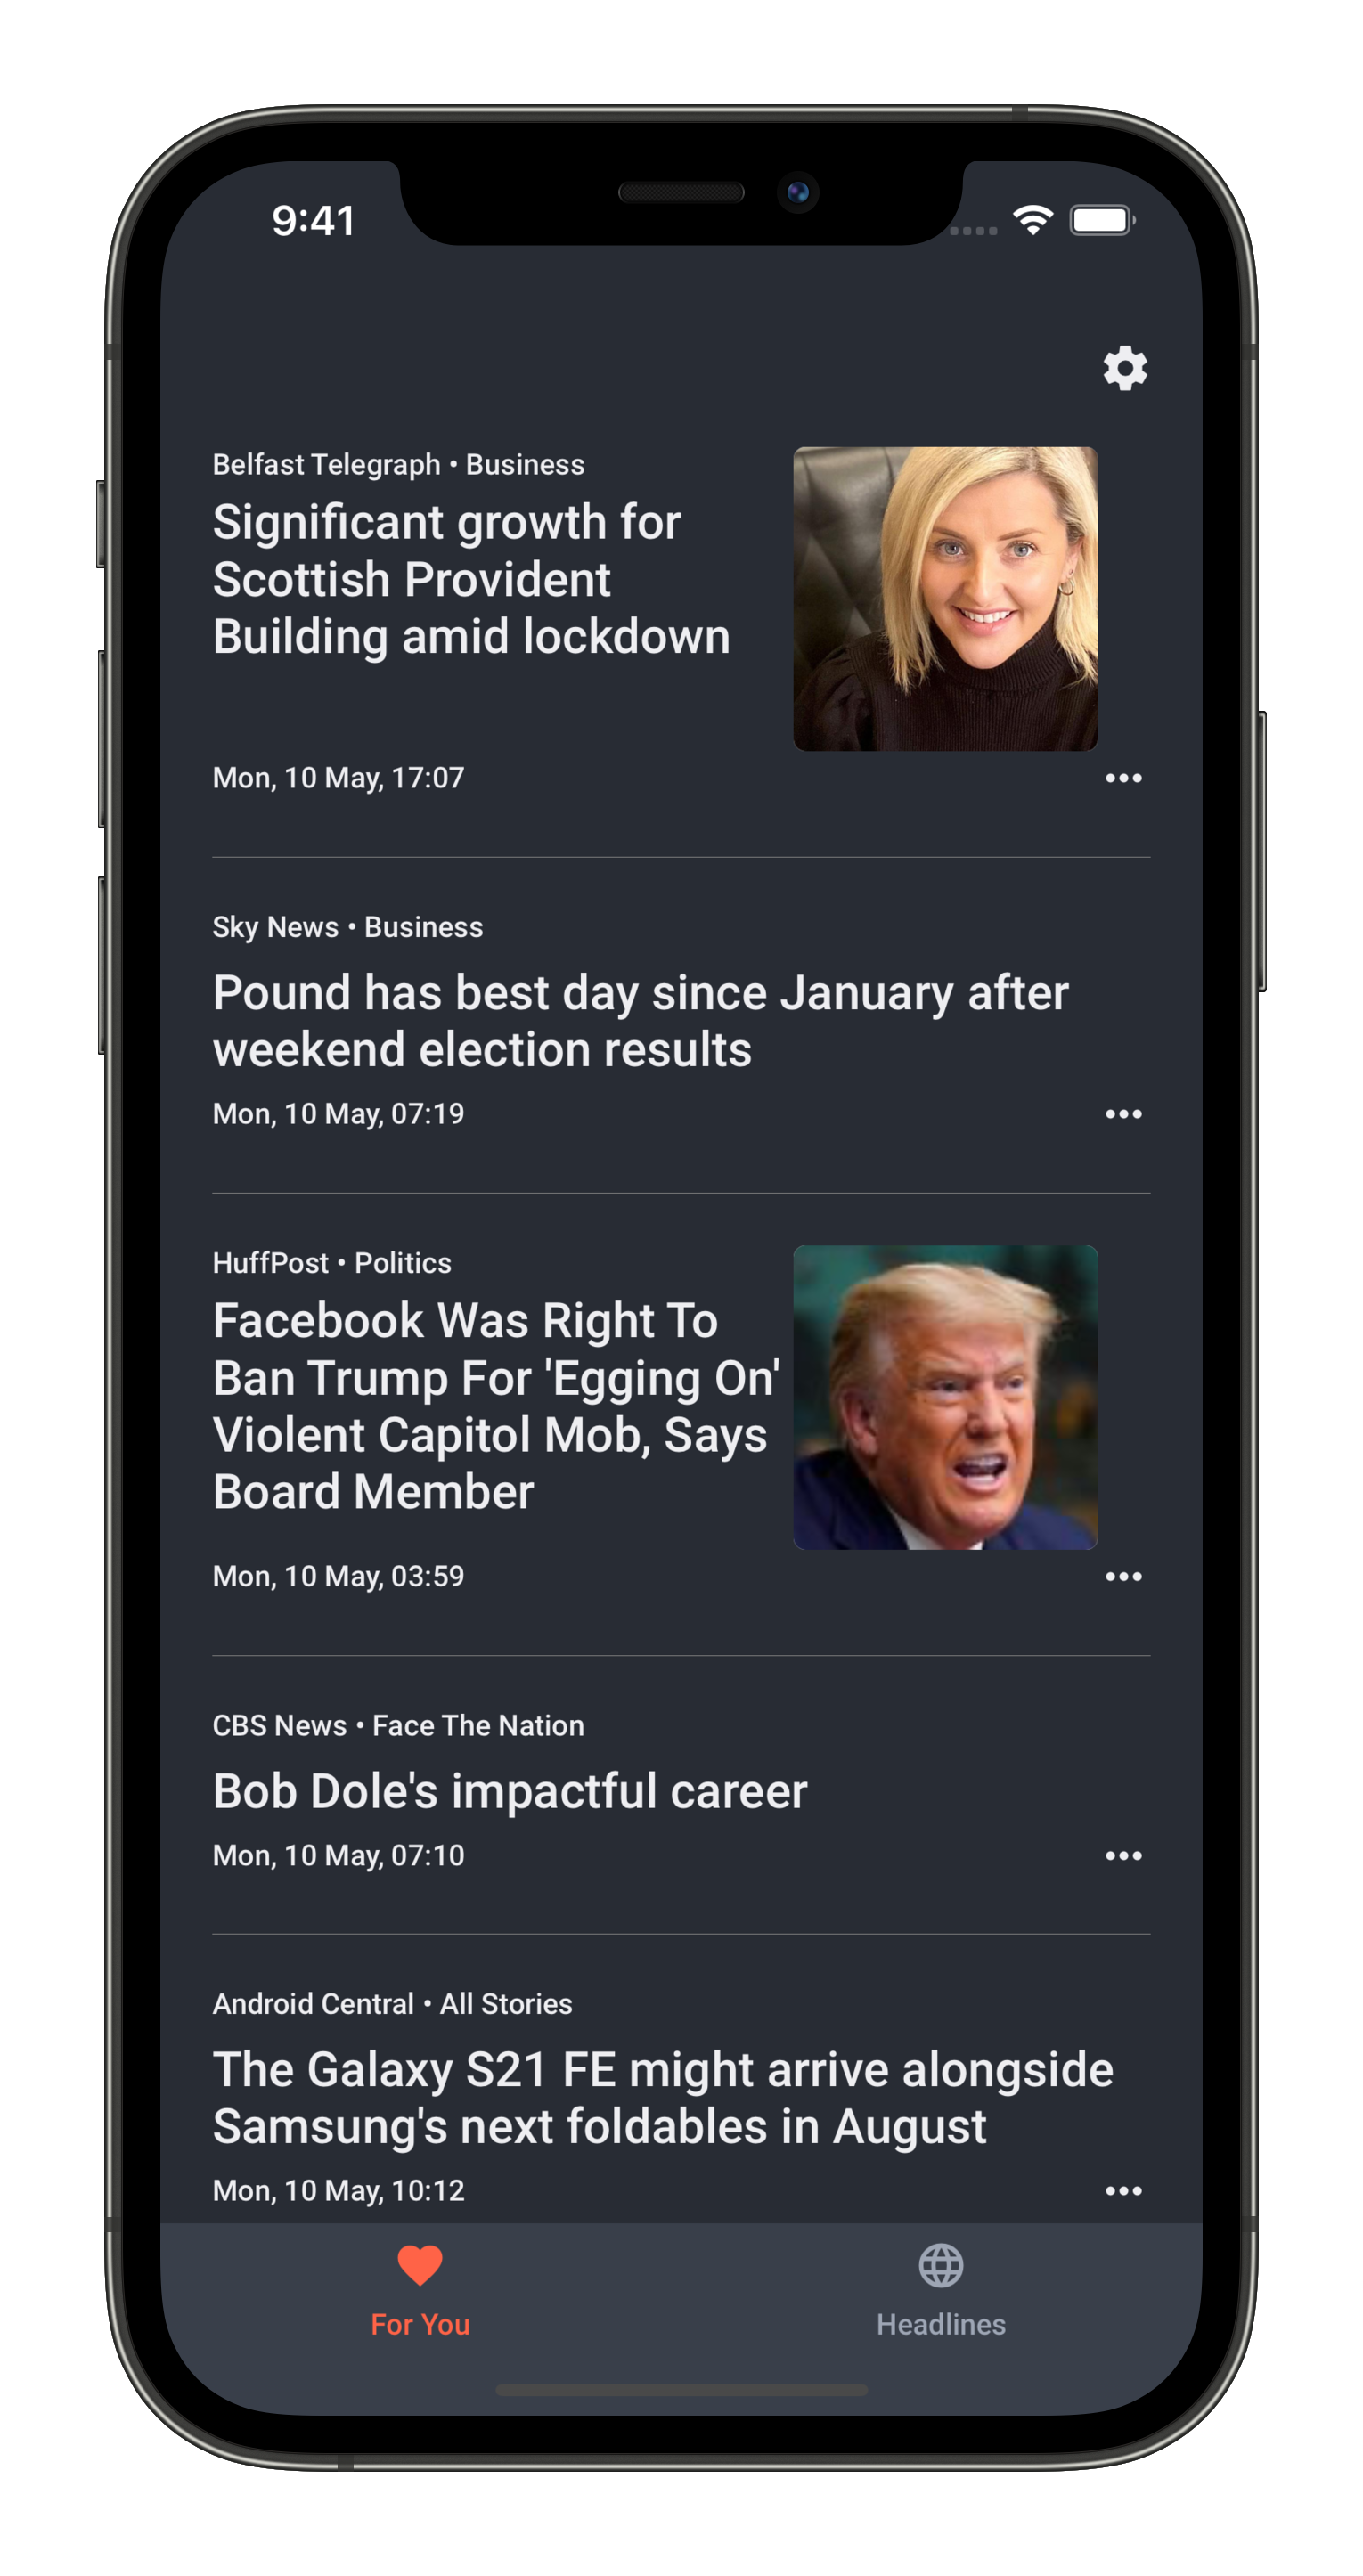 9:41
Belfast Telegraph • Business
Significant growth for
Scottish Provident
Building amid lockdown
Mon, 10 May, 17:07
Sky News • Business
Pound has best day since January after
weekend election results
Mon, 10 May, 07:19
HuffPost • Politics
Facebook Was Right To
Ban Trump For 'Egging On'
Violent Capitol Mob, Says
Board Member
Mon, 10 May, 03:59
CBS News • Face The Nation
Bob Dole's impactful career
Mon, 10 May, 07:10
Android Central • All Stories
The Galaxy S21 FE might arrive alongside
Samsung's next foldables in August
Mon, 10 May, 10:12
For You
Headlines